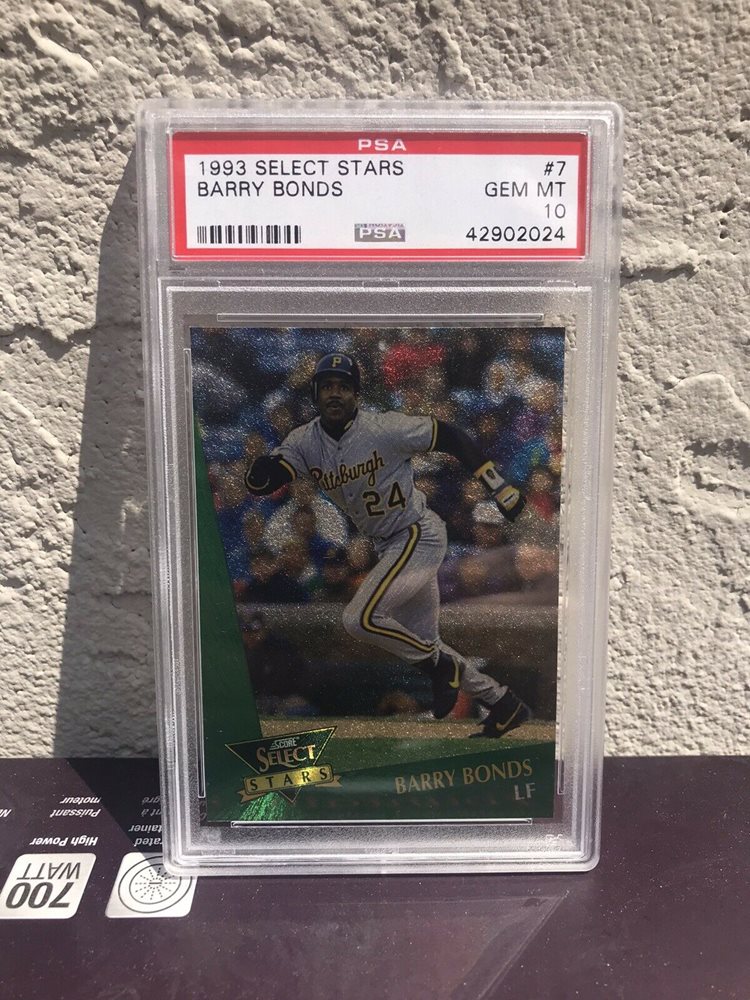 PSA
1993 SELECT STARS #7
BARRY BONDS GEM MT
10
PSA 42902024
P
Pittsburgh
24
SCORE
SELECT
STARS
BARRY BONDS
LF
moteur
Puissant
High Power
700
WATT